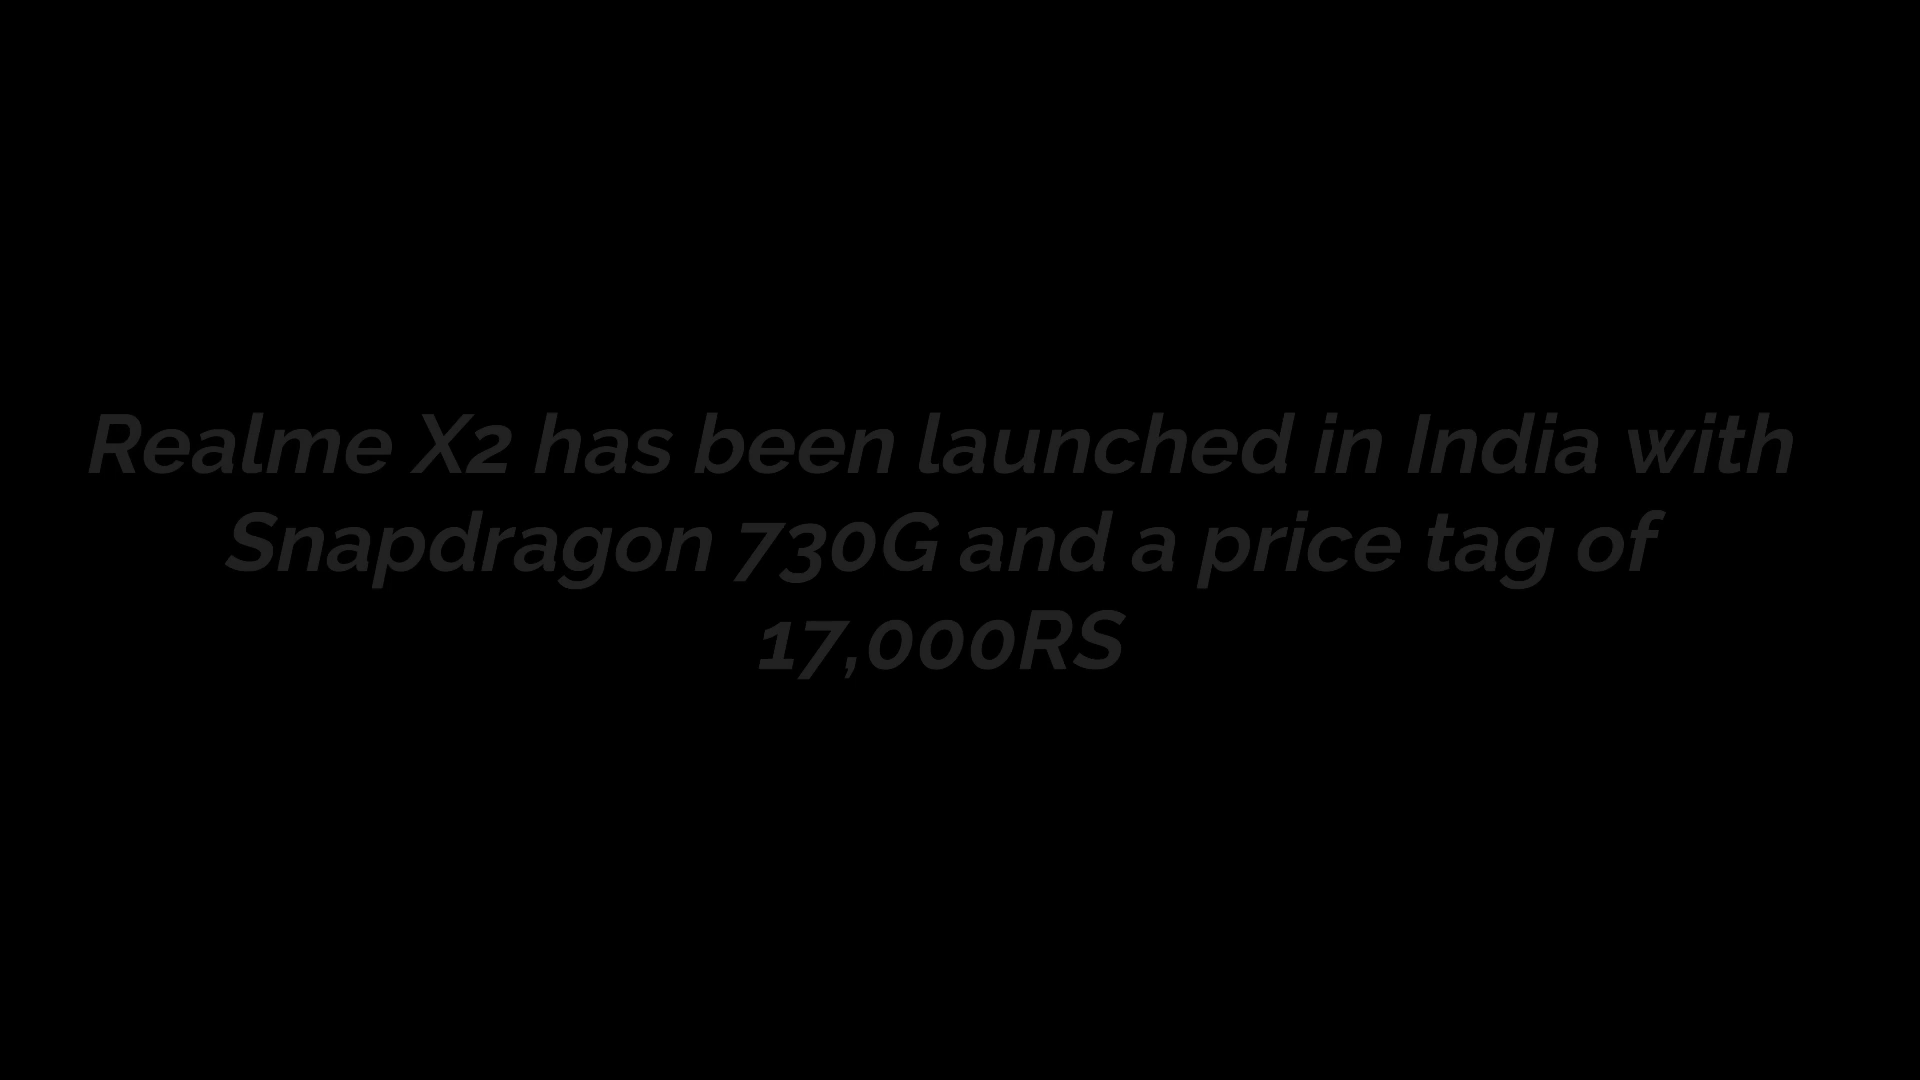 Realme X2 has been launched in India with
Snapdragon 730G and a price tag of
17,000RS